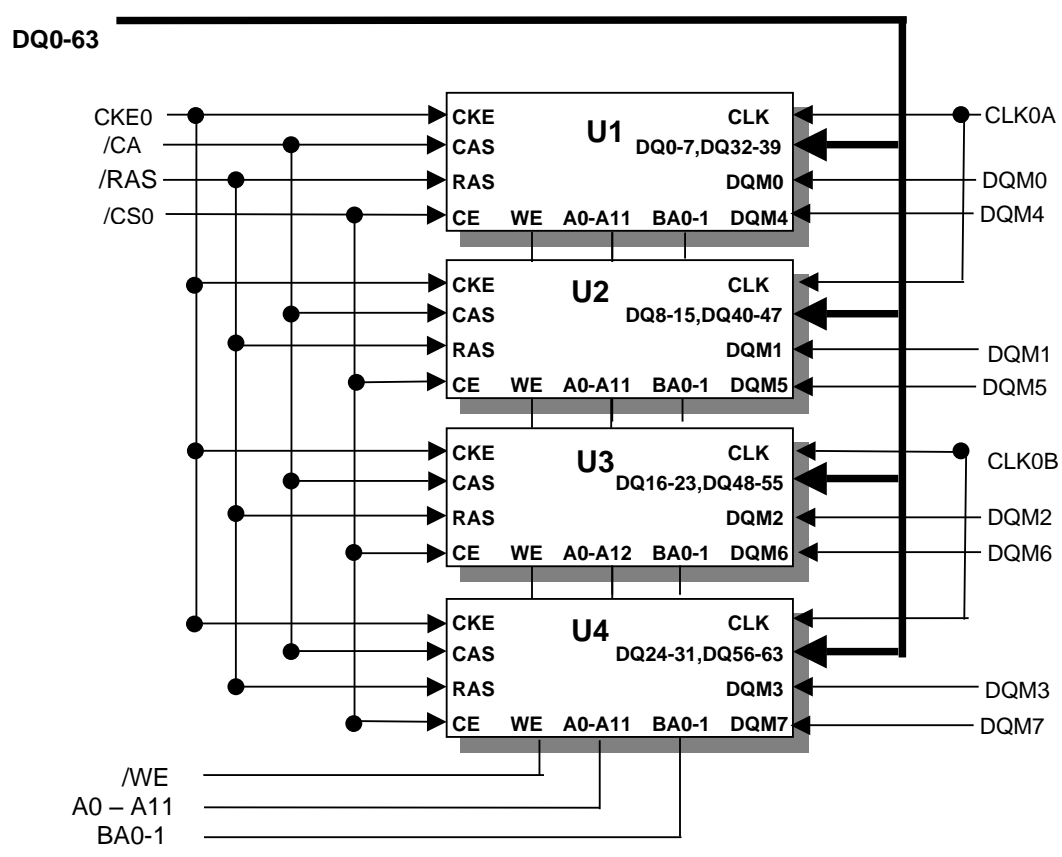 DQ0-63
CKE0 CKE U1 CLK CLK0A
/CA CAS DQ0-7,DQ32-39
/RAS RAS DQM0 DQM0
/CS0 CE WE A0-A11 BA0-1 DQM4 DQM4
CKE U2 CLK
CAS DQ8-15,DQ40-47
RAS DQM1 DQM1
CE WE A0-A11 BA0-1 DQM5 DQM5
CKE U3 CLK CLK0B
CAS DQ16-23,DQ48-55
RAS DQM2 DQM2
CE WE A0-A12 BA0-1 DQM6 DQM6
CKE U4 CLK
CAS DQ24-31,DQ56-63
RAS DQM3 DQM3
CE WE A0-A11 BA0-1 DQM7 DQM7
/WE
A0 – A11
BA0-1